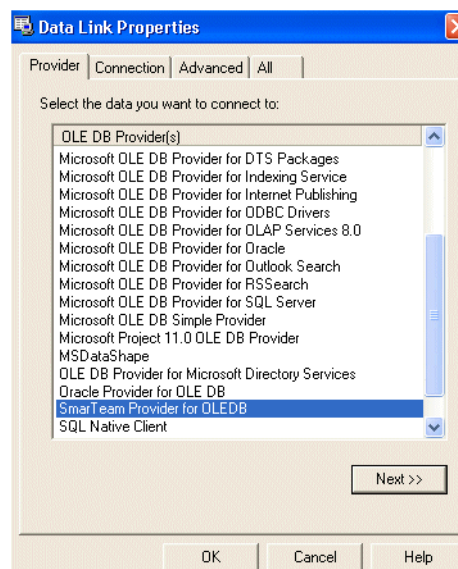 Data Link Properties
Provider Connection Advanced All
Select the data you want to connect to:
OLE DB Provider(s)
Microsoft OLE DB Provider for DTS Packages
Microsoft OLE DB Provider for Indexing Service
Microsoft OLE DB Provider for Internet Publishing
Microsoft OLE DB Provider for ODBC Drivers
Microsoft OLE DB Provider for OLAP Services 8.0
Microsoft OLE DB Provider for Oracle
Microsoft OLE DB Provider for Outlook Search
Microsoft OLE DB Provider for RSSearch
Microsoft OLE DB Provider for SQL Server
Microsoft OLE DB Simple Provider
Microsoft Project 11.0 OLE DB Provider
MSDataShape
OLE DB Provider for Microsoft Directory Services
Oracle Provider for OLE DB
SmarTeam Provider for OLEDB
SQL Native Client
Next >>
OK Cancel Help